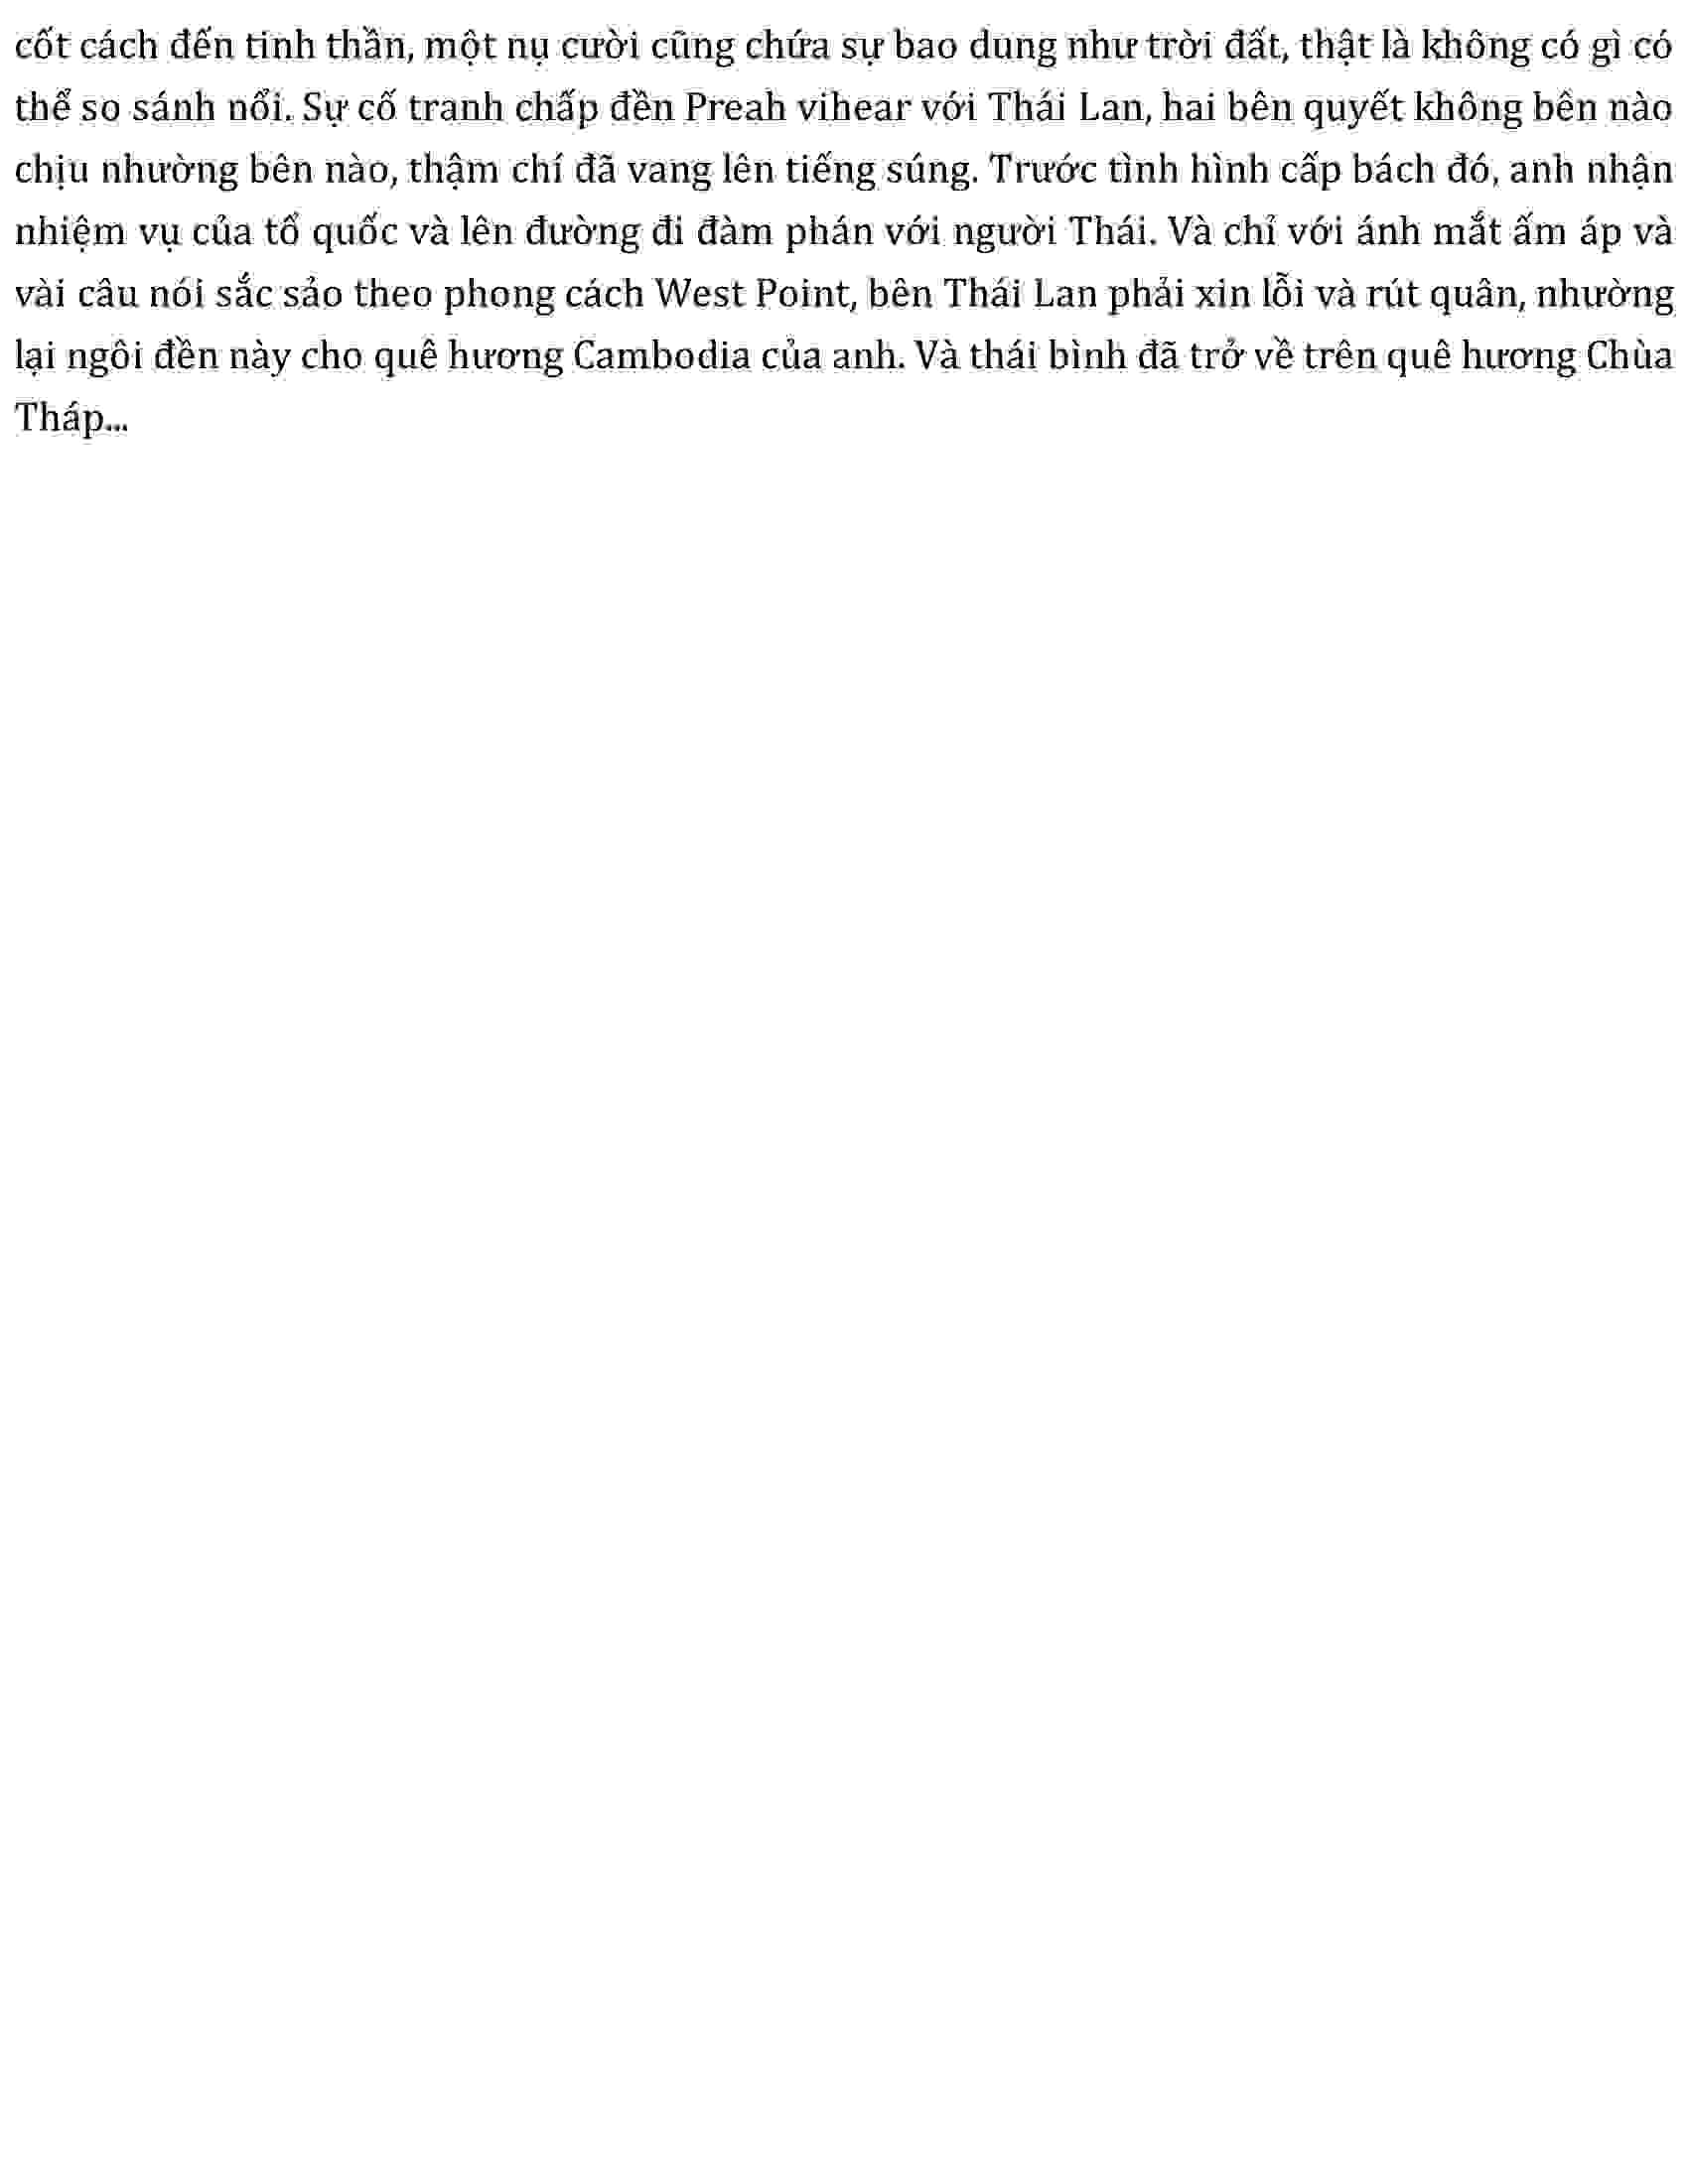 cốt cách đến tinh thần, một nụ cười cũng chứa sự bao dung như trời đất, thật là không có gì có
thể so sánh nổi. Sự cố tranh chấp đền Preah vihear với Thái Lan, hai bên quyết không bên nào
chịu nhường bên nào, thậm chí đã vang lên tiếng súng. Trước tình hình cấp bách đó, anh nhận
nhiệm vụ của tổ quốc và lên đường đi đàm phán với người Thái. Và chỉ với ánh mắt ấm áp và
vài câu nói sắc sảo theo phong cách West Point, bên Thái Lan phải xin lỗi và rút quân, nhường
lại ngôi đền này cho quê hương Cambodia của anh. Và thái bình đã trở về trên quê hương Chùa
Tháp...